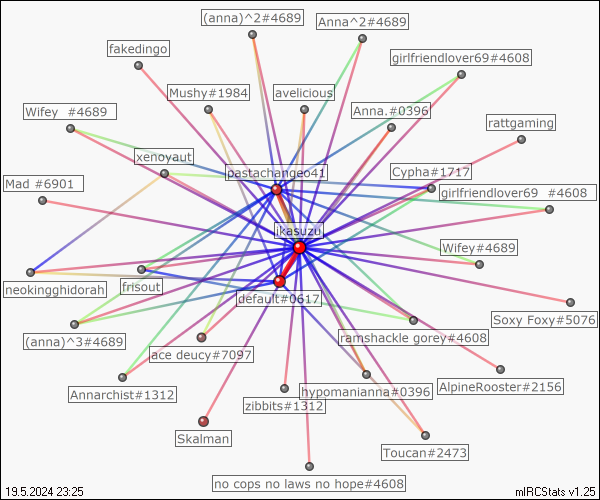 (anna)^2#4689
Anna^2#4689
fakedingo
girlfriendlover69#4608
Mushy#1984
avelicious
Wifey  #4689
Anna.#0396
rattgaming
xenoyaut
pastachangeo41
Cypha#1717
Mad #6901
girlfriendlover69  #4608
ikasuzu
Wifey#4689
neokingghidorah
frisout
default#0617
Soxy Foxy#5076
(anna)^3#4689
ramshackle gorey#4608
ace deucy#7097
Annarchist#1312
hypomanianna#0396
AlpineRooster#2156
zibbits#1312
Skalman
Toucan#2473
no cops no laws no hope#4608
19.5.2024 23:25
mIRCStats v1.25